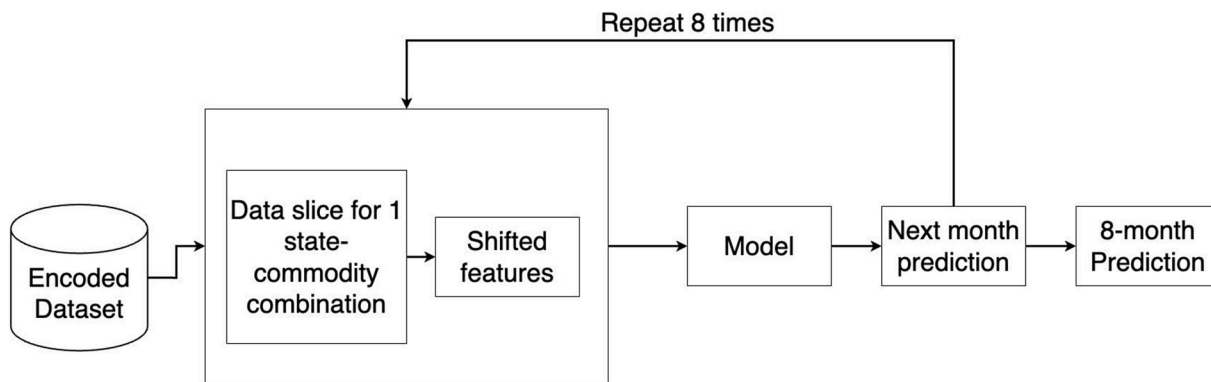 Repeat 8 times
Encoded
Dataset
Data slice for 1
state-
commodity
combination
Shifted
features
Model
Next month
prediction
8-month
Prediction